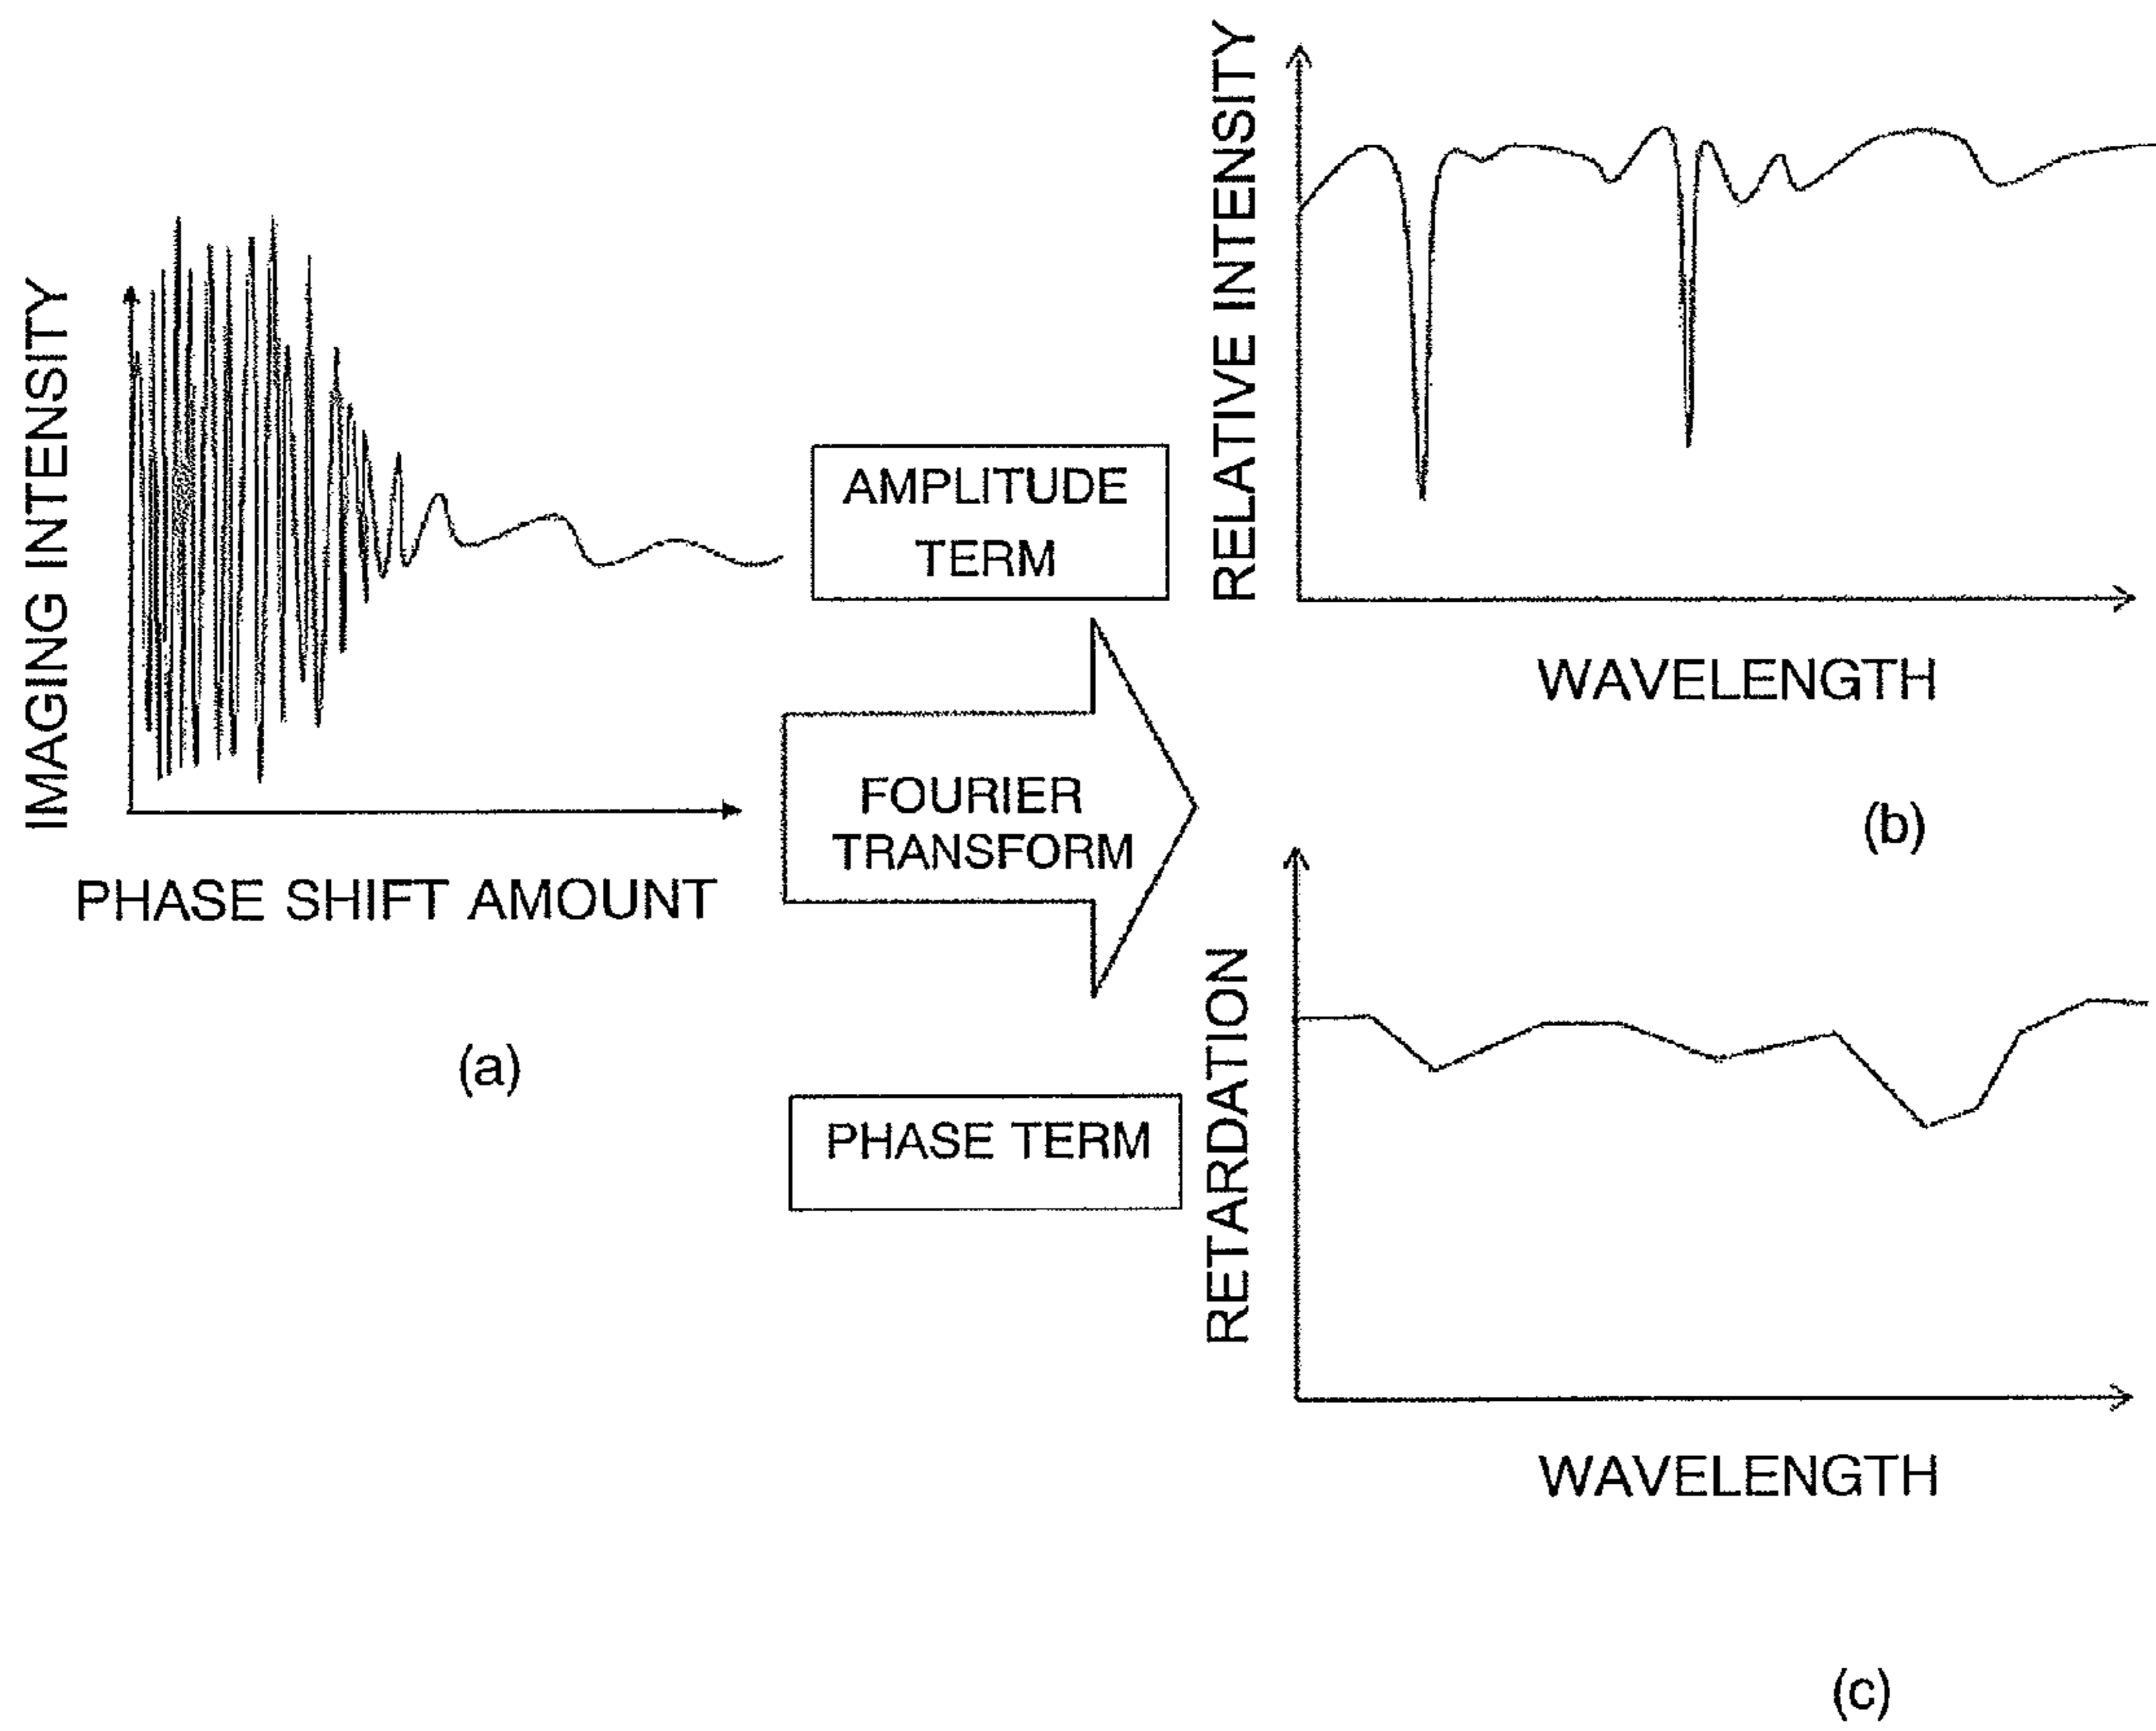 IMAGING INTENSITY
PHASE SHIFT AMOUNT
(a)
AMPLITUDE
TERM
FOURIER
TRANSFORM
PHASE TERM
RELATIVE INTENSITY
WAVELENGTH
(b)
RETARDATION
WAVELENGTH
(c)